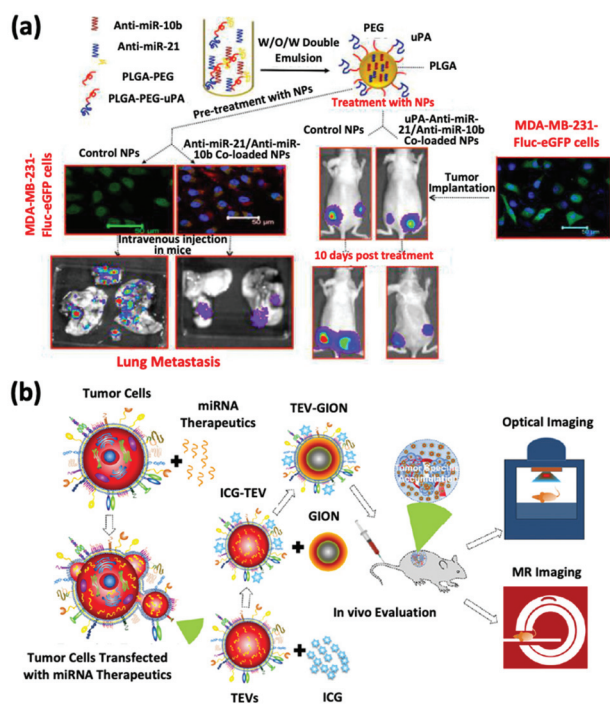 (a)
Anti-miR-10b
Anti-miR-21
PLGA-PEG
PLGA-PEG-uPA
W/O/W Double
Emulsion
PEG
uPA
PLGA
Pre-treatment with NPs
Treatment with NPs
Control NPs
Anti-miR-21/Anti-miR-
10b Co-loaded NPs
Control NPs
uPA-Anti-miR-
21/Anti-miR-10b
Co-loaded NPs
MDA-MB-231-
Fluc-eGFP cells
MDA-MB-231-
Fluc-eGFP cells
50 μm
50 μm
50 μm
Tumor
Implantation
Intravenous injection
in mice
10 days post treatment
Lung Metastasis
(b)
Tumor Cells
miRNA
Therapeutics
TEV-GION
Optical Imaging
Tumor Specific
Accumulation
ICG-TEV
GION
In vivo Evaluation
MR Imaging
Tumor Cells Transfected
with miRNA Therapeutics
TEVs
ICG